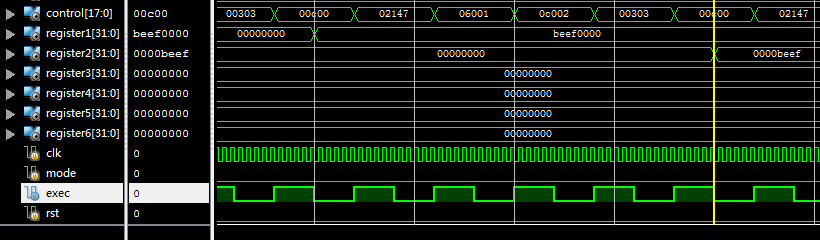 control[17:0] 00c00 00303 00c00 02147 06001 0c002 00303 00c00 02147
register1[31:0] beef0000 00000000 beef0000
register2[31:0] 0000beef 00000000 0000beef
register3[31:0] 00000000 00000000
register4[31:0] 00000000 00000000
register5[31:0] 00000000 00000000
register6[31:0] 00000000 00000000
clk 0
mode 0
exec 0
rst 0